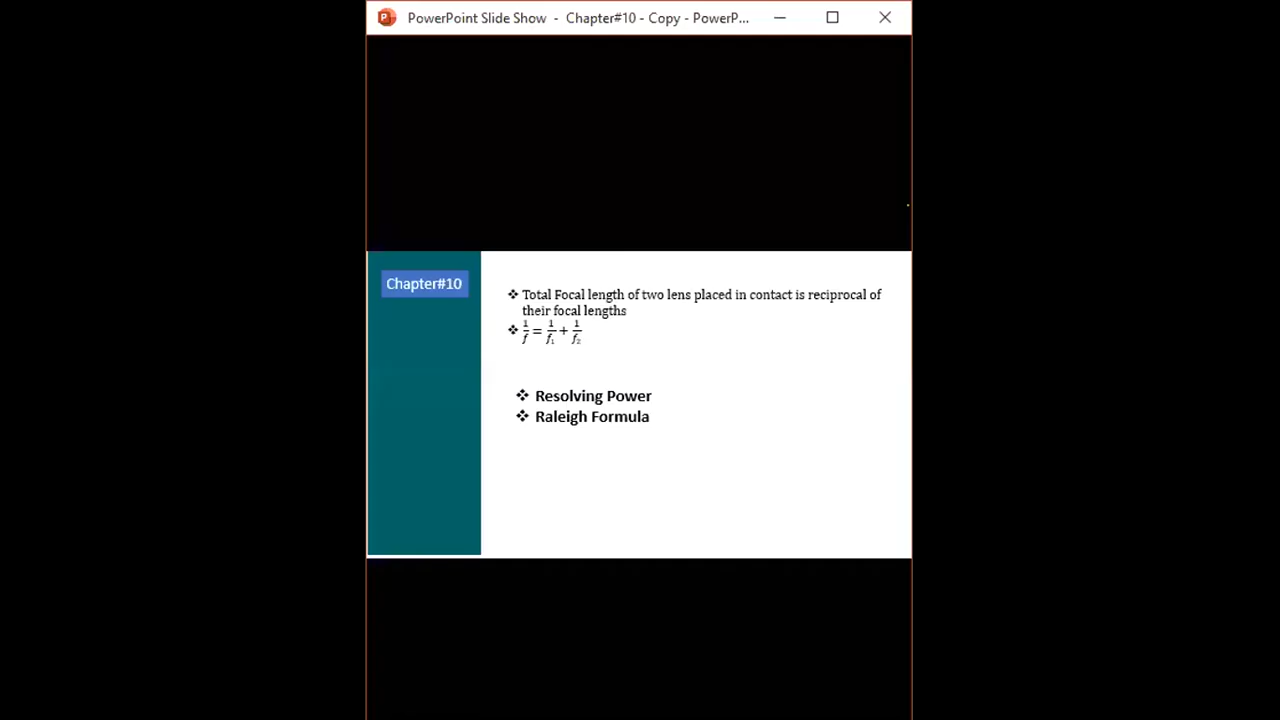 PowerPoint Slide Show - Chapter#10 - Copy - PowerP...
Chapter#10
❖ Total Focal length of two lens placed in contact is reciprocal of
their focal lengths
❖ 1/f = 1/f₁ + 1/f₂
❖ Resolving Power
❖ Raleigh Formula